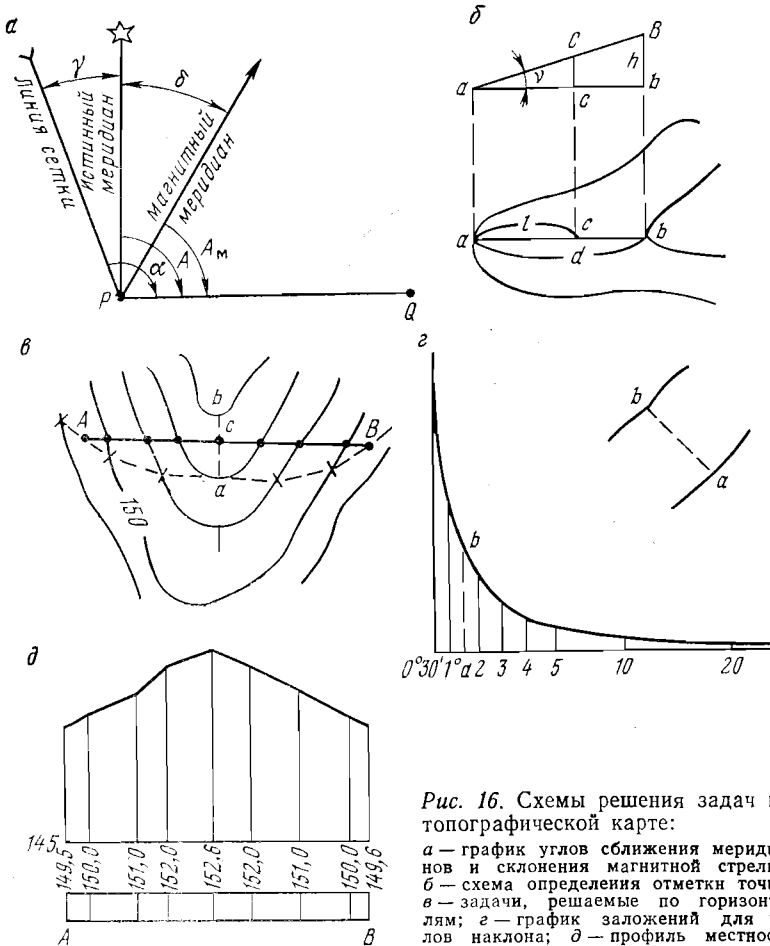 а
γ
δ
Линия сетки
Истинный
меридиан
Магнитный
меридиан
α
A
Aм
P
Q
б
a
ν
C
c
B
h
b
a
l
c
d
b
в
A
b
c
B
a
150
г
b
a
b
0°30' 1° a 2 3 4 5 10 20
д
145
149,5 150,0 151,0 152,0 152.6 152,0 151,0 150,0 149,6
A B
Рис. 16. Схемы решения задач
топографической карте:
а — график углов сближения мериди
нов и склонения магнитной стрел
б — схема определения отметки точ
в — задачи, решаемые по горизонт
лям; г — график заложений для
лов наклона; д — профиль местнос